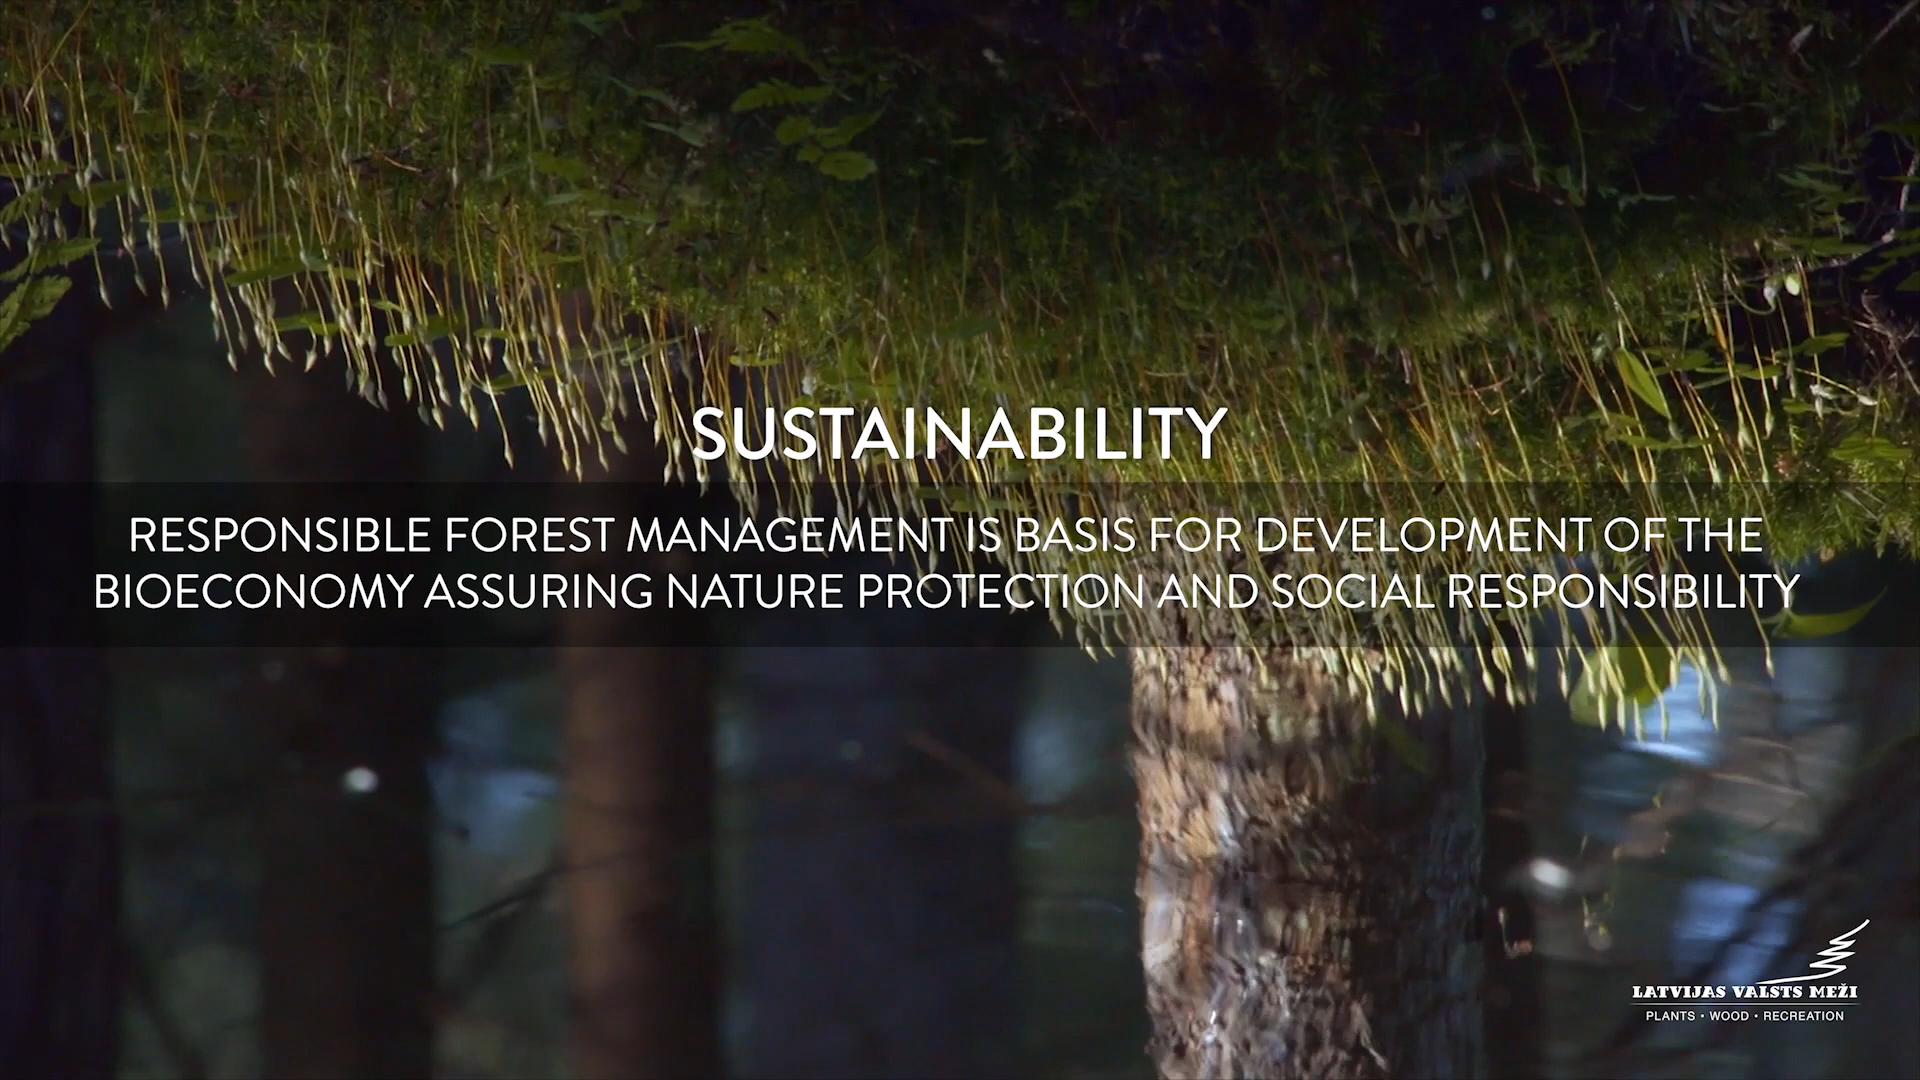 SUSTAINABILITY
RESPONSIBLE FOREST MANAGEMENT IS BASIS FOR DEVELOPMENT OF THE
BIOECONOMY ASSURING NATURE PROTECTION AND SOCIAL RESPONSIBILITY
LATVIJAS VALSTS MEŽI
PLANTS • WOOD • RECREATION